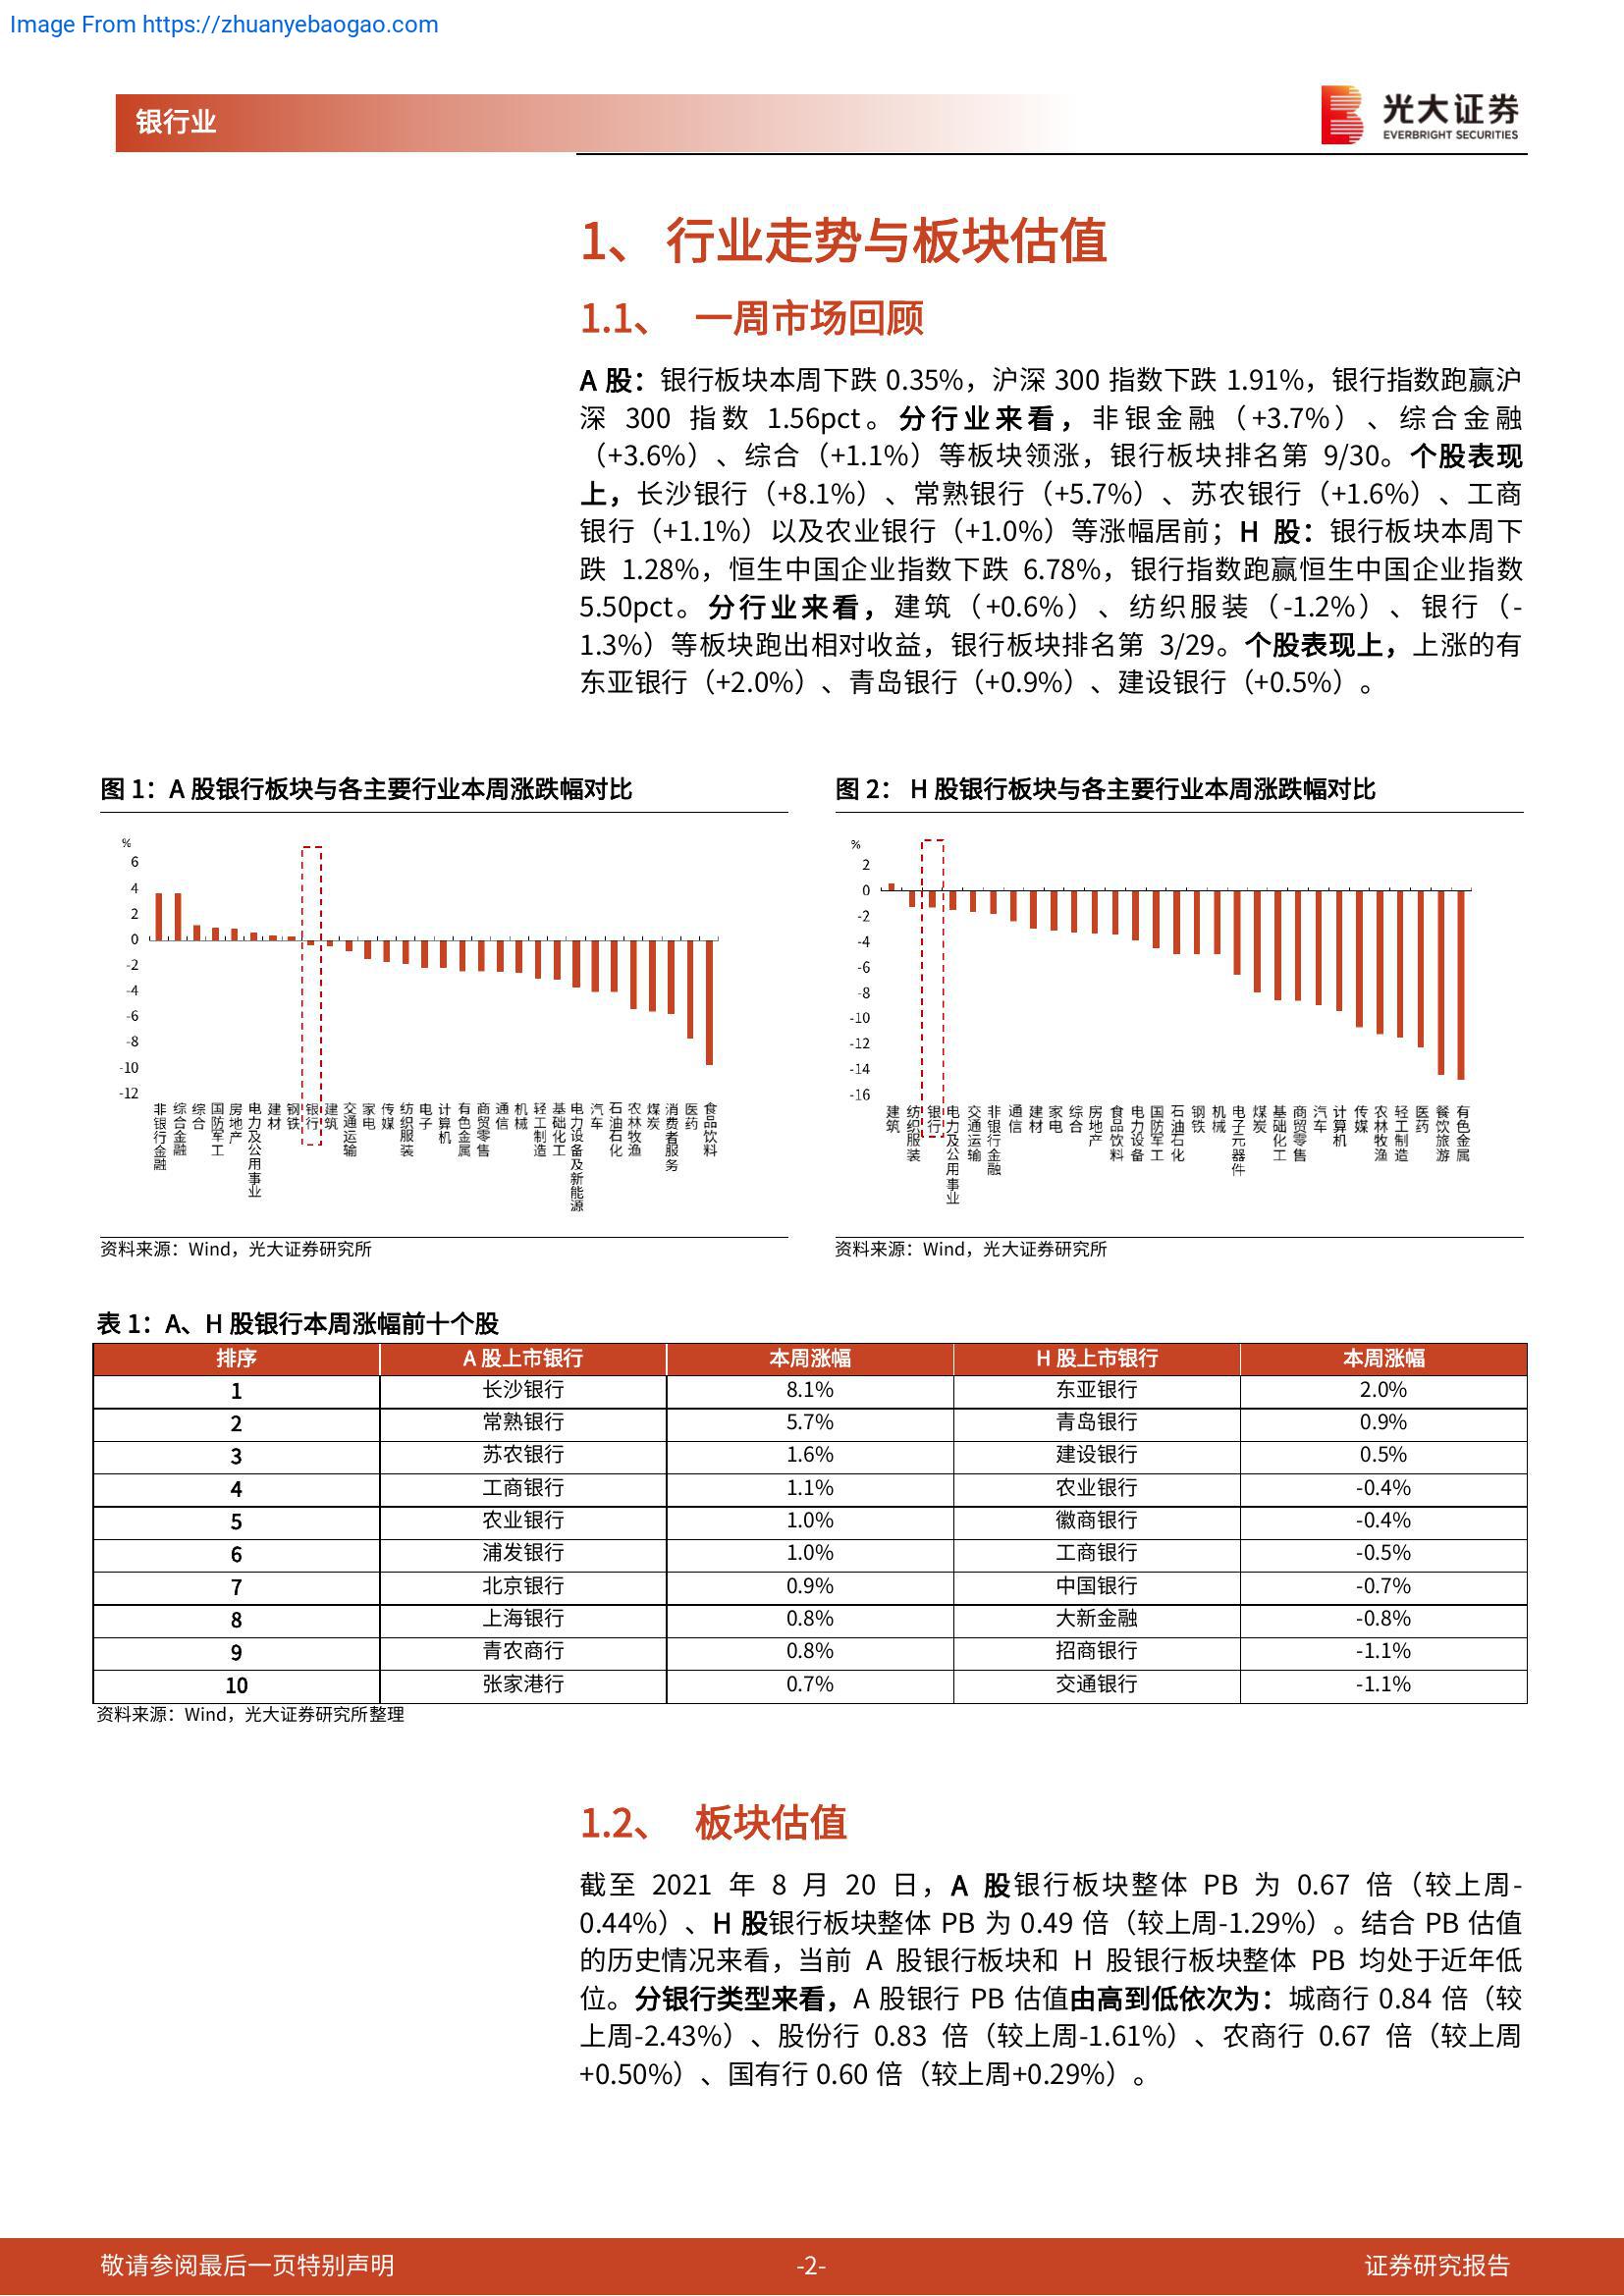 Image From https://zhuanyebaogao.com
银行业
光大证券
EVERBRIGHT SECURITIES
1、 行业走势与板块估值
1.1、 一周市场回顾
A 股：银行板块本周下跌 0.35%，沪深 300 指数下跌 1.91%，银行指数跑赢沪
深 300 指数 1.56pct。分行业来看，非银金融（+3.7%）、综合金融
（+3.6%）、综合（+1.1%）等板块领涨，银行板块排名第 9/30。个股表现
上，长沙银行（+8.1%）、常熟银行（+5.7%）、苏农银行（+1.6%）、工商
银行（+1.1%）以及农业银行（+1.0%）等涨幅居前；H 股：银行板块本周下
跌 1.28%，恒生中国企业指数下跌 6.78%，银行指数跑赢恒生中国企业指数
5.50pct。分行业来看，建筑（+0.6%）、纺织服装（-1.2%）、银行（-
1.3%）等板块跑出相对收益，银行板块排名第 3/29。个股表现上，上涨的有
东亚银行（+2.0%）、青岛银行（+0.9%）、建设银行（+0.5%）。
图 1：A 股银行板块与各主要行业本周涨跌幅对比
%
6
4
2
0
-2
-4
-6
-8
-10
-12
非银行金融
综合金融
综合
国防军工
房地产
电力及公用事业
建材
钢铁
银行
建筑
交通运输
家电
传媒
纺织服装
电子
计算机
有色金属
商贸零售
通信
机械
轻工制造
基础化工
电力设备及新能源
汽车
石油石化
农林牧渔
煤炭
消费者服务
医药
食品饮料
资料来源：Wind，光大证券研究所
图 2： H 股银行板块与各主要行业本周涨跌幅对比
%
2
0
-2
-4
-6
-8
-10
-12
-14
-16
建筑
纺织服装
银行
电力及公用事业
交通运输
非银行金融
通信
建材
家电
综合
房地产
食品饮料
电力设备
国防军工
石油石化
钢铁
机械
电子元器件
煤炭
基础化工
商贸零售
汽车
计算机
传媒
农林牧渔
轻工制造
医药
餐饮旅游
有色金属
资料来源：Wind，光大证券研究所
表 1：A、H 股银行本周涨幅前十个股
排序 A 股上市银行 本周涨幅 H 股上市银行 本周涨幅
1 长沙银行 8.1% 东亚银行 2.0%
2 常熟银行 5.7% 青岛银行 0.9%
3 苏农银行 1.6% 建设银行 0.5%
4 工商银行 1.1% 农业银行 -0.4%
5 农业银行 1.0% 徽商银行 -0.4%
6 浦发银行 1.0% 工商银行 -0.5%
7 北京银行 0.9% 中国银行 -0.7%
8 上海银行 0.8% 大新金融 -0.8%
9 青农商行 0.8% 招商银行 -1.1%
10 张家港行 0.7% 交通银行 -1.1%
资料来源：Wind，光大证券研究所整理
1.2、 板块估值
截至 2021 年 8 月 20 日，A 股银行板块整体 PB 为 0.67 倍（较上周-
0.44%）、H 股银行板块整体 PB 为 0.49 倍（较上周-1.29%）。结合 PB 估值
的历史情况来看，当前 A 股银行板块和 H 股银行板块整体 PB 均处于近年低
位。分银行类型来看，A 股银行 PB 估值由高到低依次为：城商行 0.84 倍（较
上周-2.43%）、股份行 0.83 倍（较上周-1.61%）、农商行 0.67 倍（较上周
+0.50%）、国有行 0.60 倍（较上周+0.29%）。
敬请参阅最后一页特别声明 -2- 证券研究报告